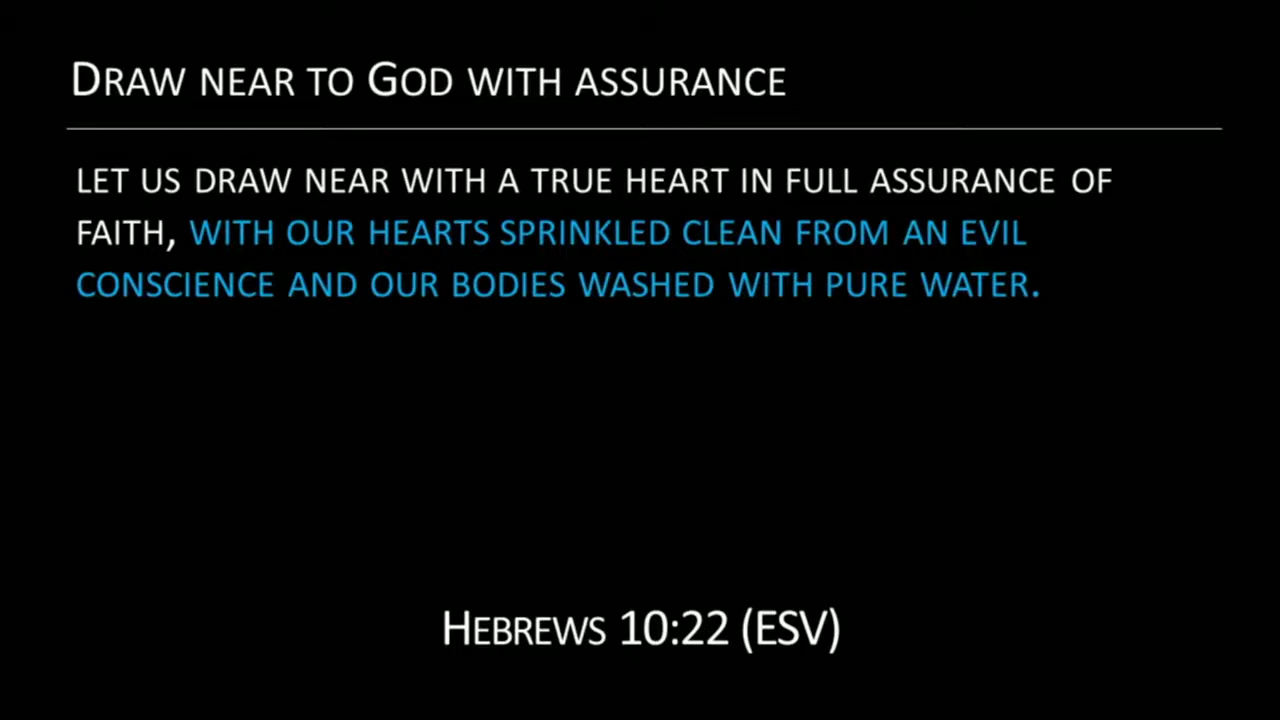 DRAW NEAR TO GOD WITH ASSURANCE
LET US DRAW NEAR WITH A TRUE HEART IN FULL ASSURANCE OF
FAITH, WITH OUR HEARTS SPRINKLED CLEAN FROM AN EVIL
CONSCIENCE AND OUR BODIES WASHED WITH PURE WATER.
HEBREWS 10:22 (ESV)